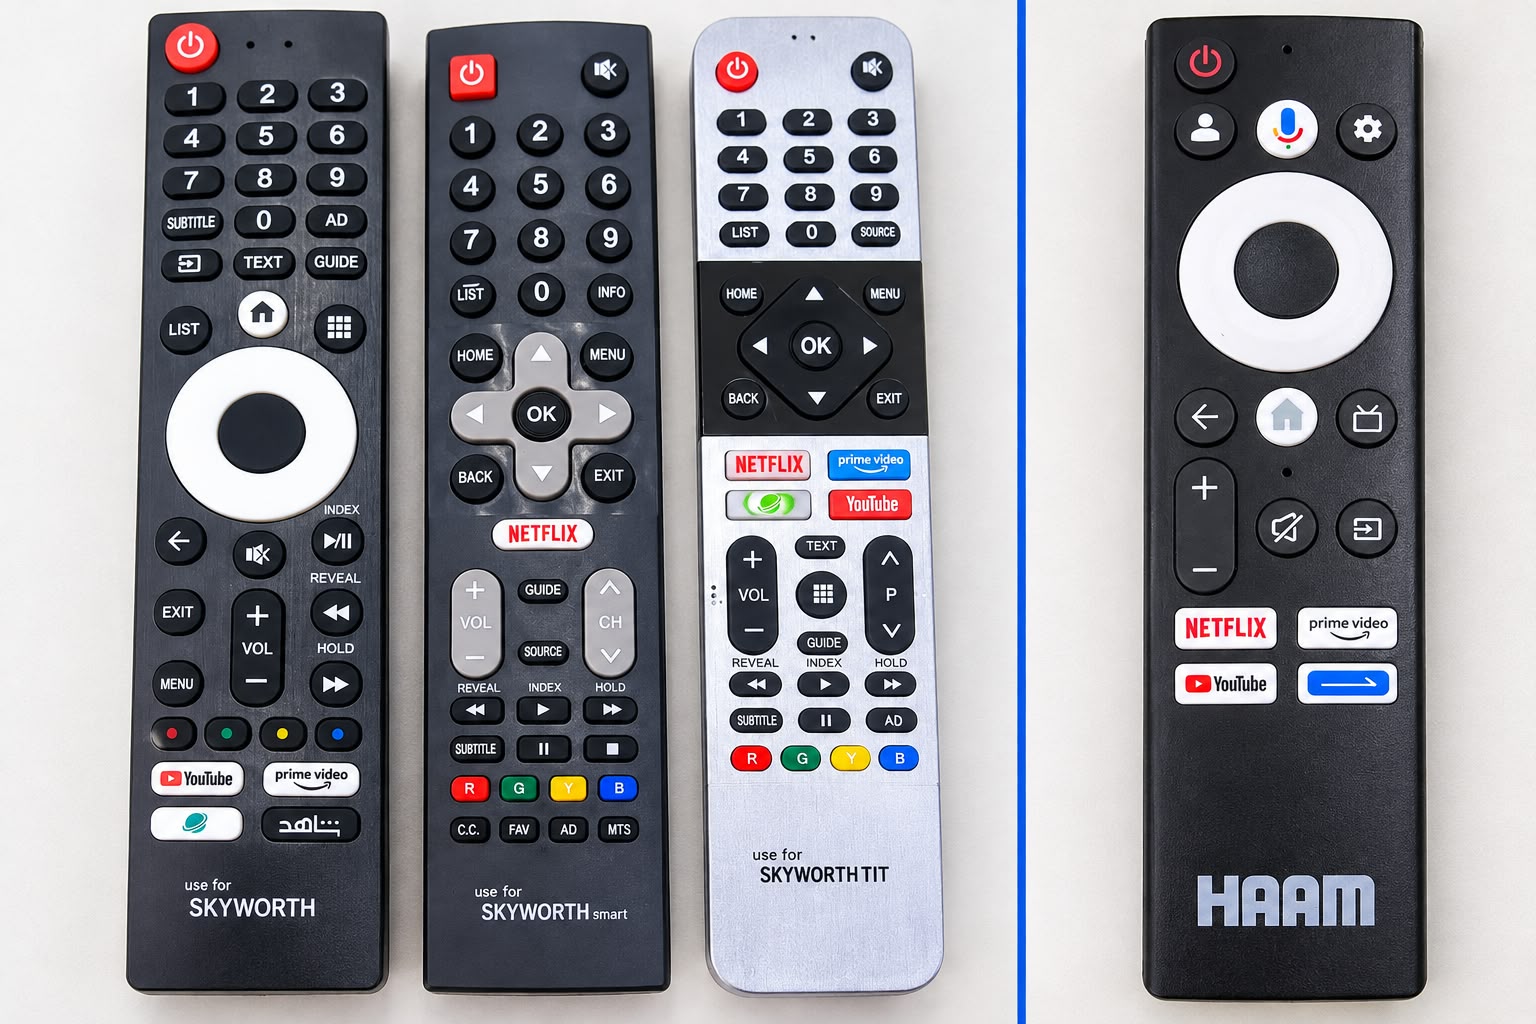 1 2 3
4 5 6
7 8 9
SUBTITLE 0 AD
TEXT GUIDE
LIST
INDEX
REVEAL
EXIT
VOL
HOLD
MENU
YouTube prime video
شاهد
use for
SKYWORTH
1 2 3
4 5 6
7 8 9
LIST 0 INFO
HOME MENU
OK
BACK EXIT
NETFLIX
GUIDE
VOL CH
SOURCE
REVEAL INDEX HOLD
SUBTITLE
R G Y B
C.C. FAV AD MTS
use for
SKYWORTH smart
1 2 3
4 5 6
7 8 9
LIST 0 SOURCE
HOME MENU
OK
BACK EXIT
NETFLIX prime video
YouTube
TEXT
VOL P
GUIDE
REVEAL INDEX HOLD
SUBTITLE AD
R G Y B
use for
SKYWORTH TIT
NETFLIX prime video
YouTube
HAAM